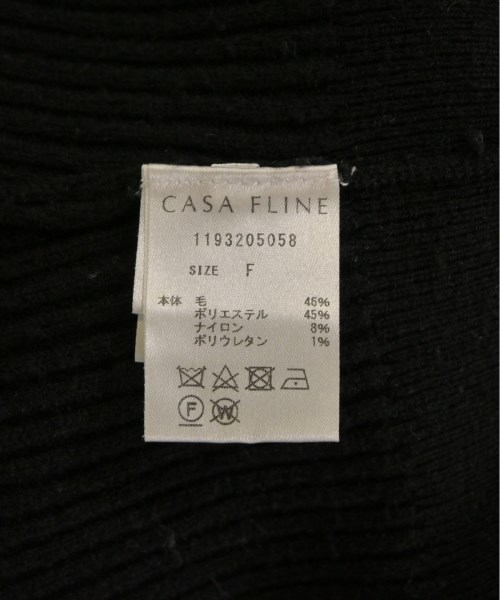 CASA FLINE
1193205058
SIZE F
本体 毛 46%
ポリエステル 45%
ナイロン 8%
ポリウレタン 1%
F W